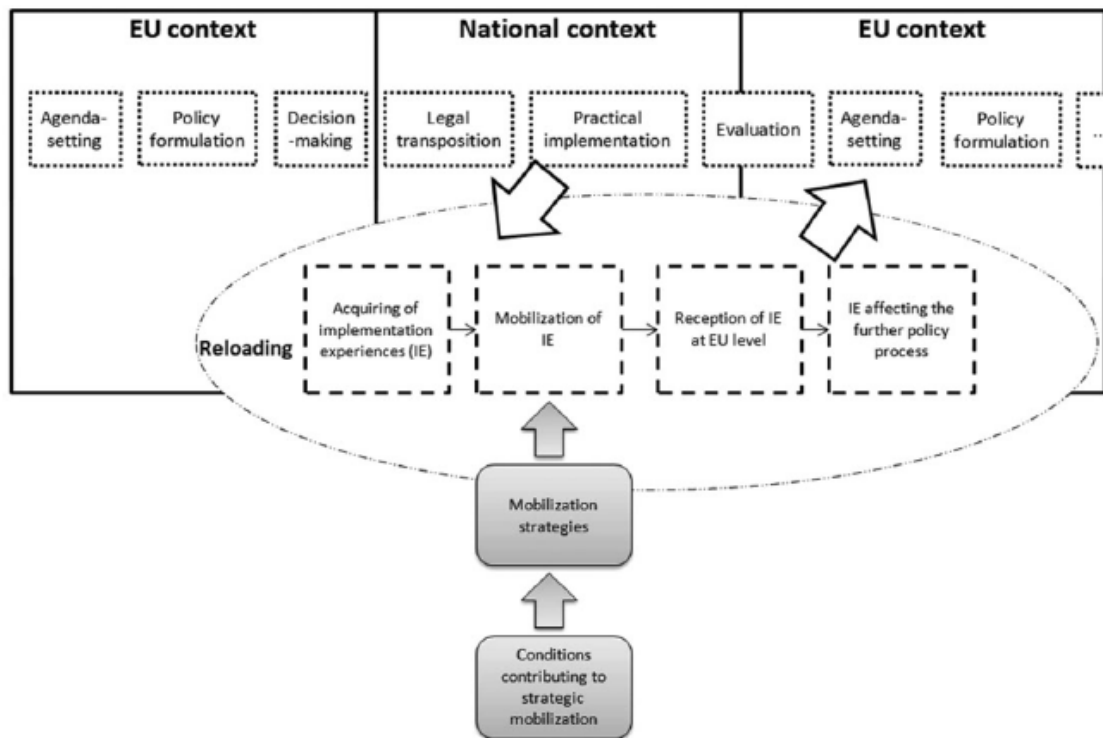 EU context
National context
EU context
Agenda-
setting
Policy
formulation
Decision
-making
Legal
transposition
Practical
implementation
Evaluation
Agenda-
setting
Policy
formulation
...
Reloading
Acquiring of
implementation
experiences (IE)
Mobilization of
IE
Reception of IE
at EU level
IE affecting the
further policy
process
Mobilization
strategies
Conditions
contributing to
strategic
mobilization